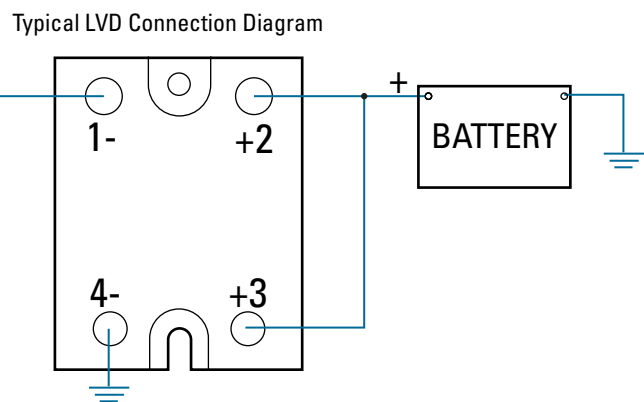 Typical LVD Connection Diagram
+
1-
+2
BATTERY
4-
+3